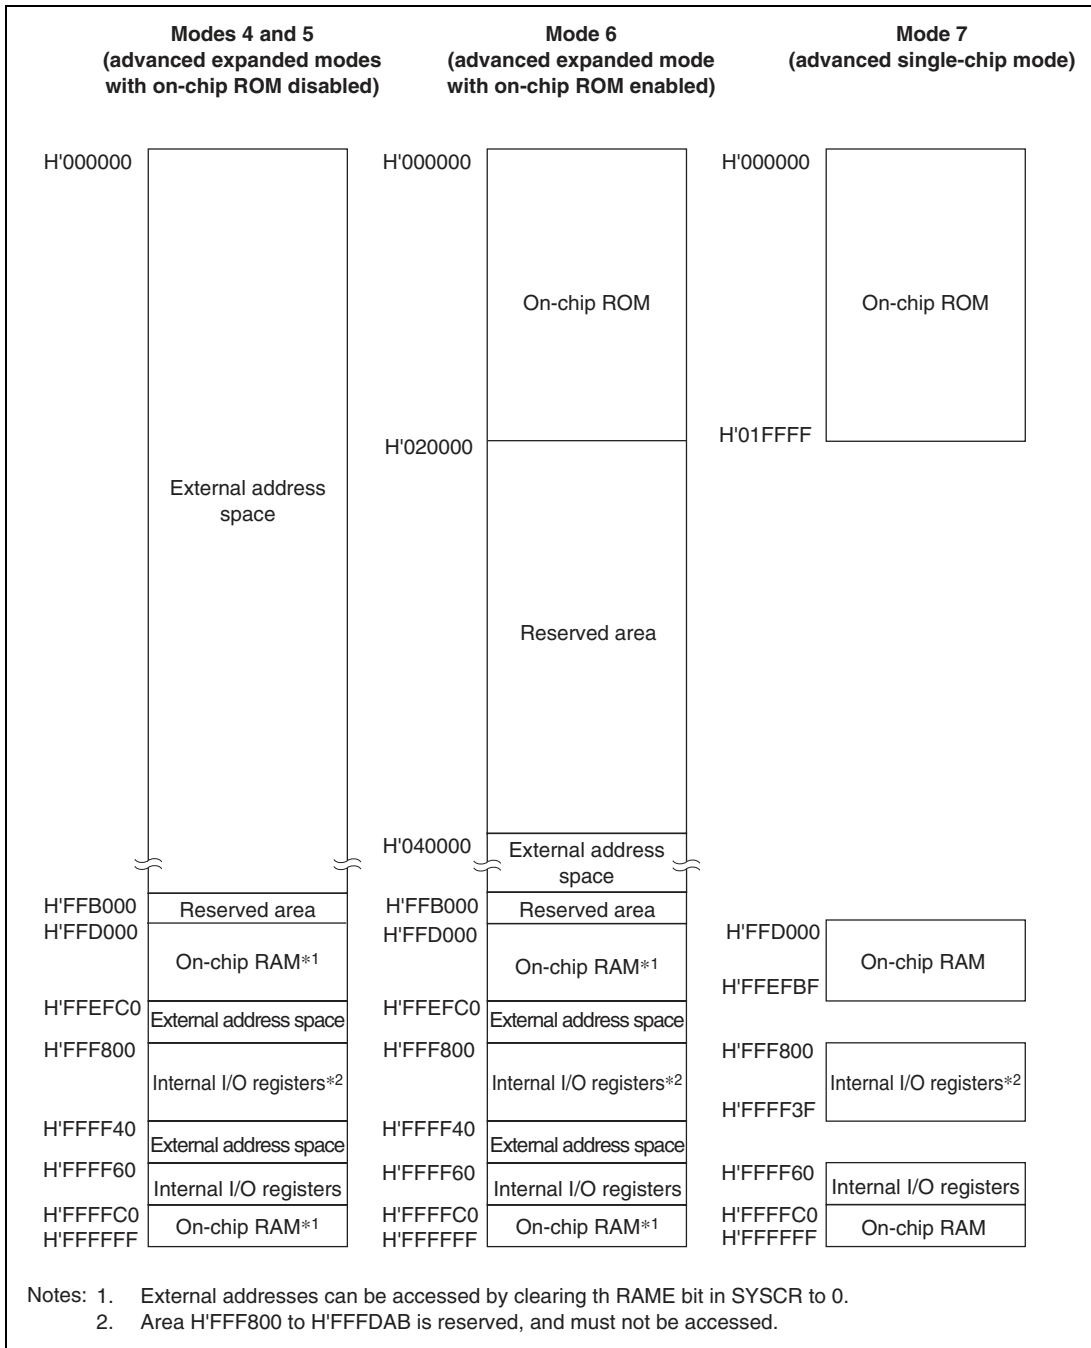 Modes 4 and 5
(advanced expanded modes
with on-chip ROM disabled)
H'000000
External address
space
H'FFB000
Reserved area
H'FFD000
On-chip RAM*1
H'FFEFC0
External address space
H'FFF800
Internal I/O registers*2
H'FFFF40
External address space
H'FFFF60
Internal I/O registers
H'FFFFC0
On-chip RAM*1
H'FFFFFF
Mode 6
(advanced expanded mode
with on-chip ROM enabled)
H'000000
On-chip ROM
H'020000
Reserved area
H'040000
External address
space
H'FFB000
Reserved area
H'FFD000
On-chip RAM*1
H'FFEFC0
External address space
H'FFF800
Internal I/O registers*2
H'FFFF40
External address space
H'FFFF60
Internal I/O registers
H'FFFFC0
On-chip RAM*1
H'FFFFFF
Mode 7
(advanced single-chip mode)
H'000000
On-chip ROM
H'01FFFF
H'FFD000
On-chip RAM
H'FFEFBF
H'FFF800
Internal I/O registers*2
H'FFFF3F
H'FFFF60
Internal I/O registers
H'FFFFC0
On-chip RAM
H'FFFFFF
Notes: 1. External addresses can be accessed by clearing th RAME bit in SYSCR to 0.
2. Area H'FFF800 to H'FFFDAB is reserved, and must not be accessed.